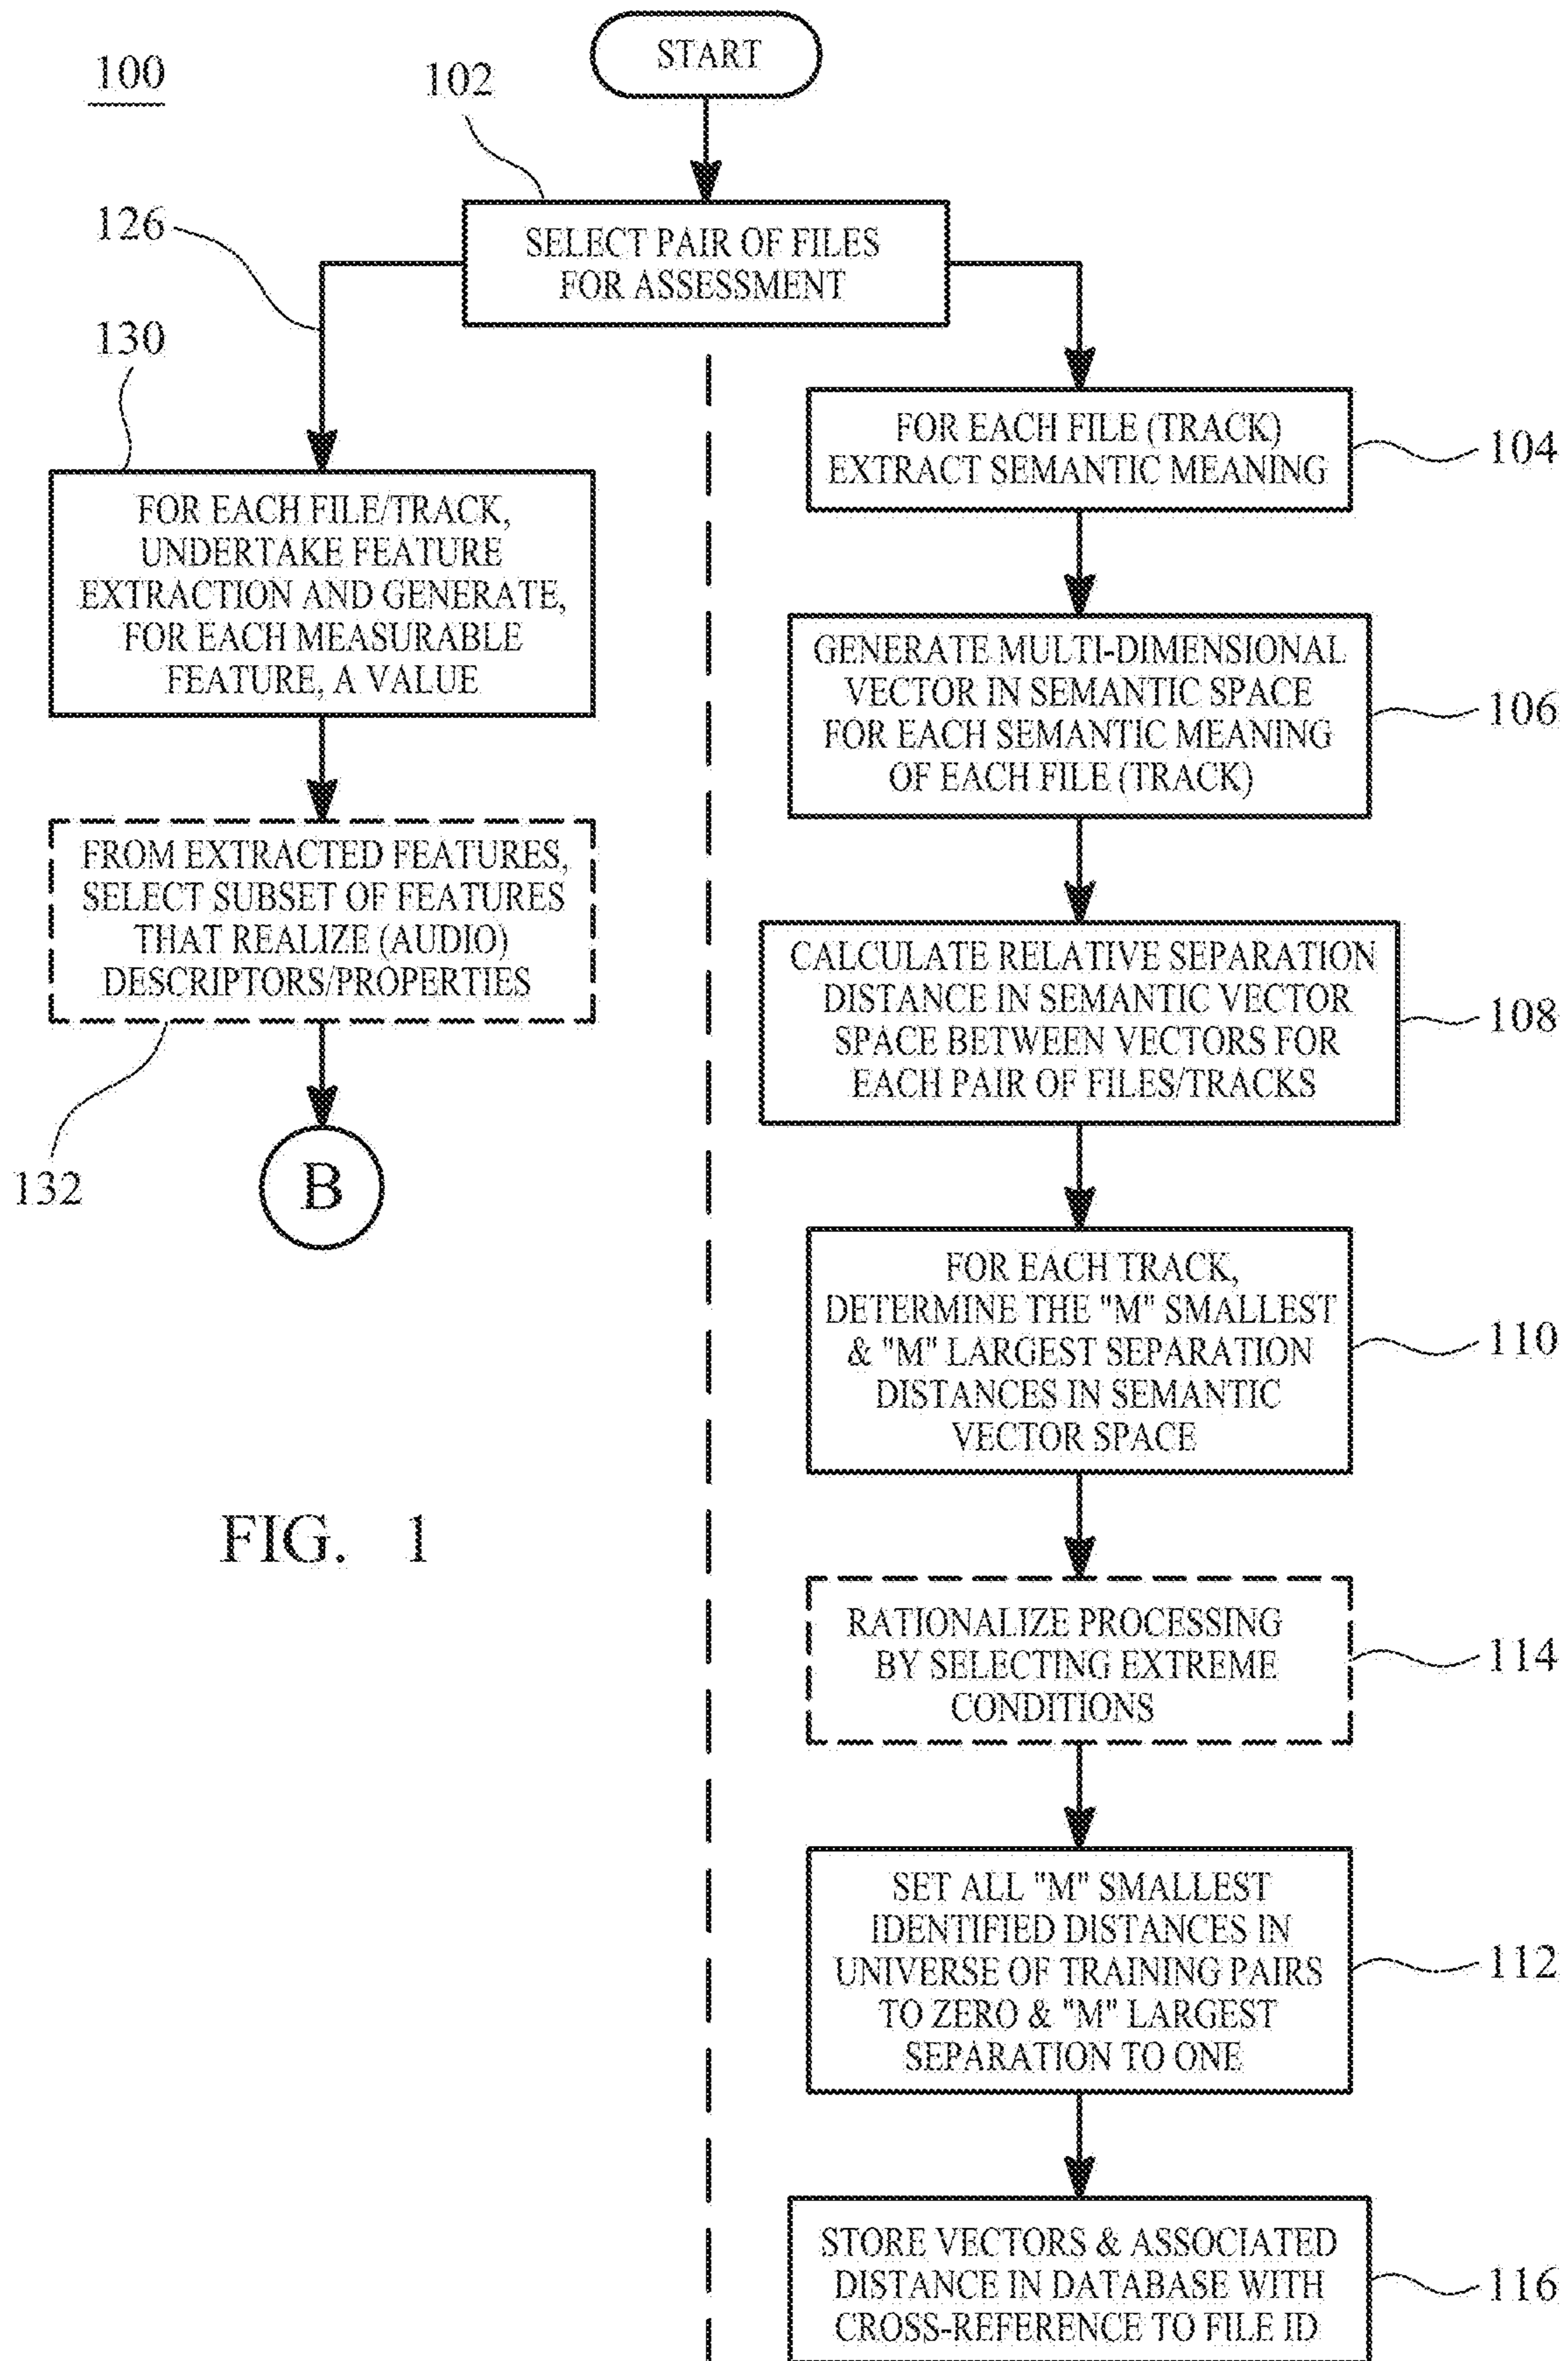 100
START
102
SELECT PAIR OF FILES
FOR ASSESSMENT
126
130
FOR EACH FILE/TRACK,
UNDERTAKE FEATURE
EXTRACTION AND GENERATE,
FOR EACH MEASURABLE
FEATURE, A VALUE
FROM EXTRACTED FEATURES,
SELECT SUBSET OF FEATURES
THAT REALIZE (AUDIO)
DESCRIPTORS/PROPERTIES
132
B
FOR EACH FILE (TRACK)
EXTRACT SEMANTIC MEANING
104
GENERATE MULTI-DIMENSIONAL
VECTOR IN SEMANTIC SPACE
FOR EACH SEMANTIC MEANING
OF EACH FILE (TRACK)
106
CALCULATE RELATIVE SEPARATION
DISTANCE IN SEMANTIC VECTOR
SPACE BETWEEN VECTORS FOR
EACH PAIR OF FILES/TRACKS
108
FOR EACH TRACK,
DETERMINE THE "M" SMALLEST
& "M" LARGEST SEPARATION
DISTANCES IN SEMANTIC
VECTOR SPACE
110
RATIONALIZE PROCESSING
BY SELECTING EXTREME
CONDITIONS
114
SET ALL "M" SMALLEST
IDENTIFIED DISTANCES IN
UNIVERSE OF TRAINING PAIRS
TO ZERO & "M" LARGEST
SEPARATION TO ONE
112
STORE VECTORS & ASSOCIATED
DISTANCE IN DATABASE WITH
CROSS-REFERENCE TO FILE ID
116
FIG. 1